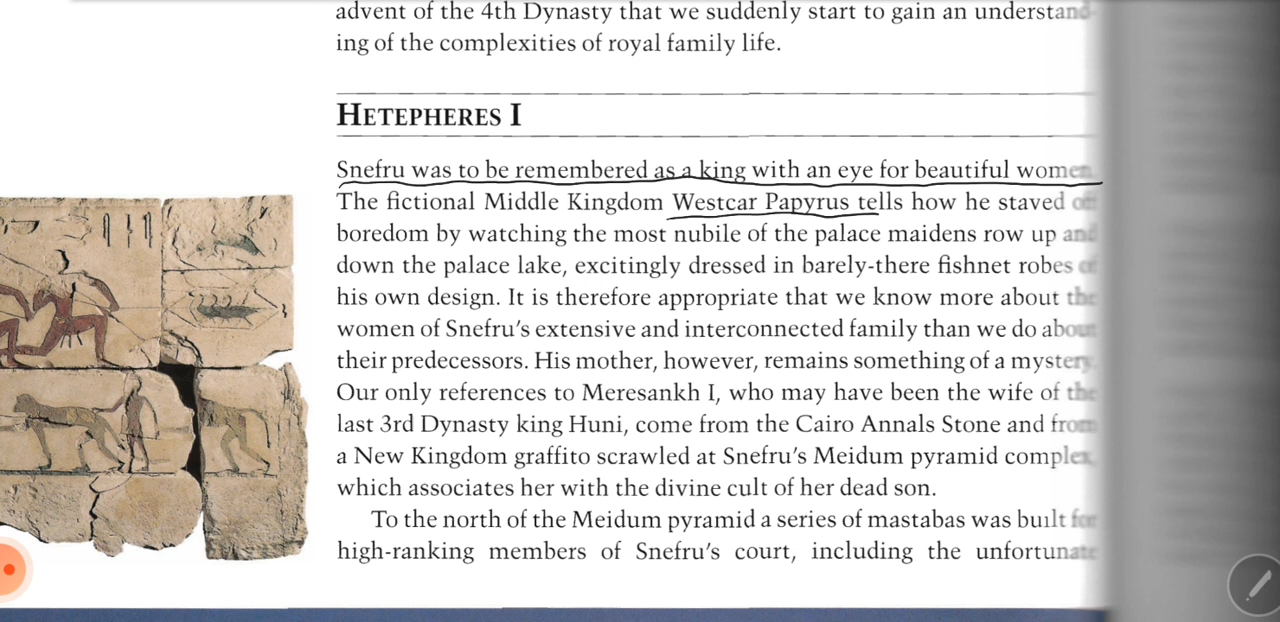 advent of the 4th Dynasty that we suddenly start to gain an understand-
ing of the complexities of royal family life.
HETEPHERES I
Snefru was to be remembered as a king with an eye for beautiful women.
The fictional Middle Kingdom Westcar Papyrus tells how he staved off
boredom by watching the most nubile of the palace maidens row up and
down the palace lake, excitingly dressed in barely-there fishnet robes of
his own design. It is therefore appropriate that we know more about the
women of Snefru's extensive and interconnected family than we do about
their predecessors. His mother, however, remains something of a mystery.
Our only references to Meresankh I, who may have been the wife of the
last 3rd Dynasty king Huni, come from the Cairo Annals Stone and from
a New Kingdom graffito scrawled at Snefru's Meidum pyramid complex
which associates her with the divine cult of her dead son.
To the north of the Meidum pyramid a series of mastabas was built for
high-ranking members of Snefru's court, including the unfortunate